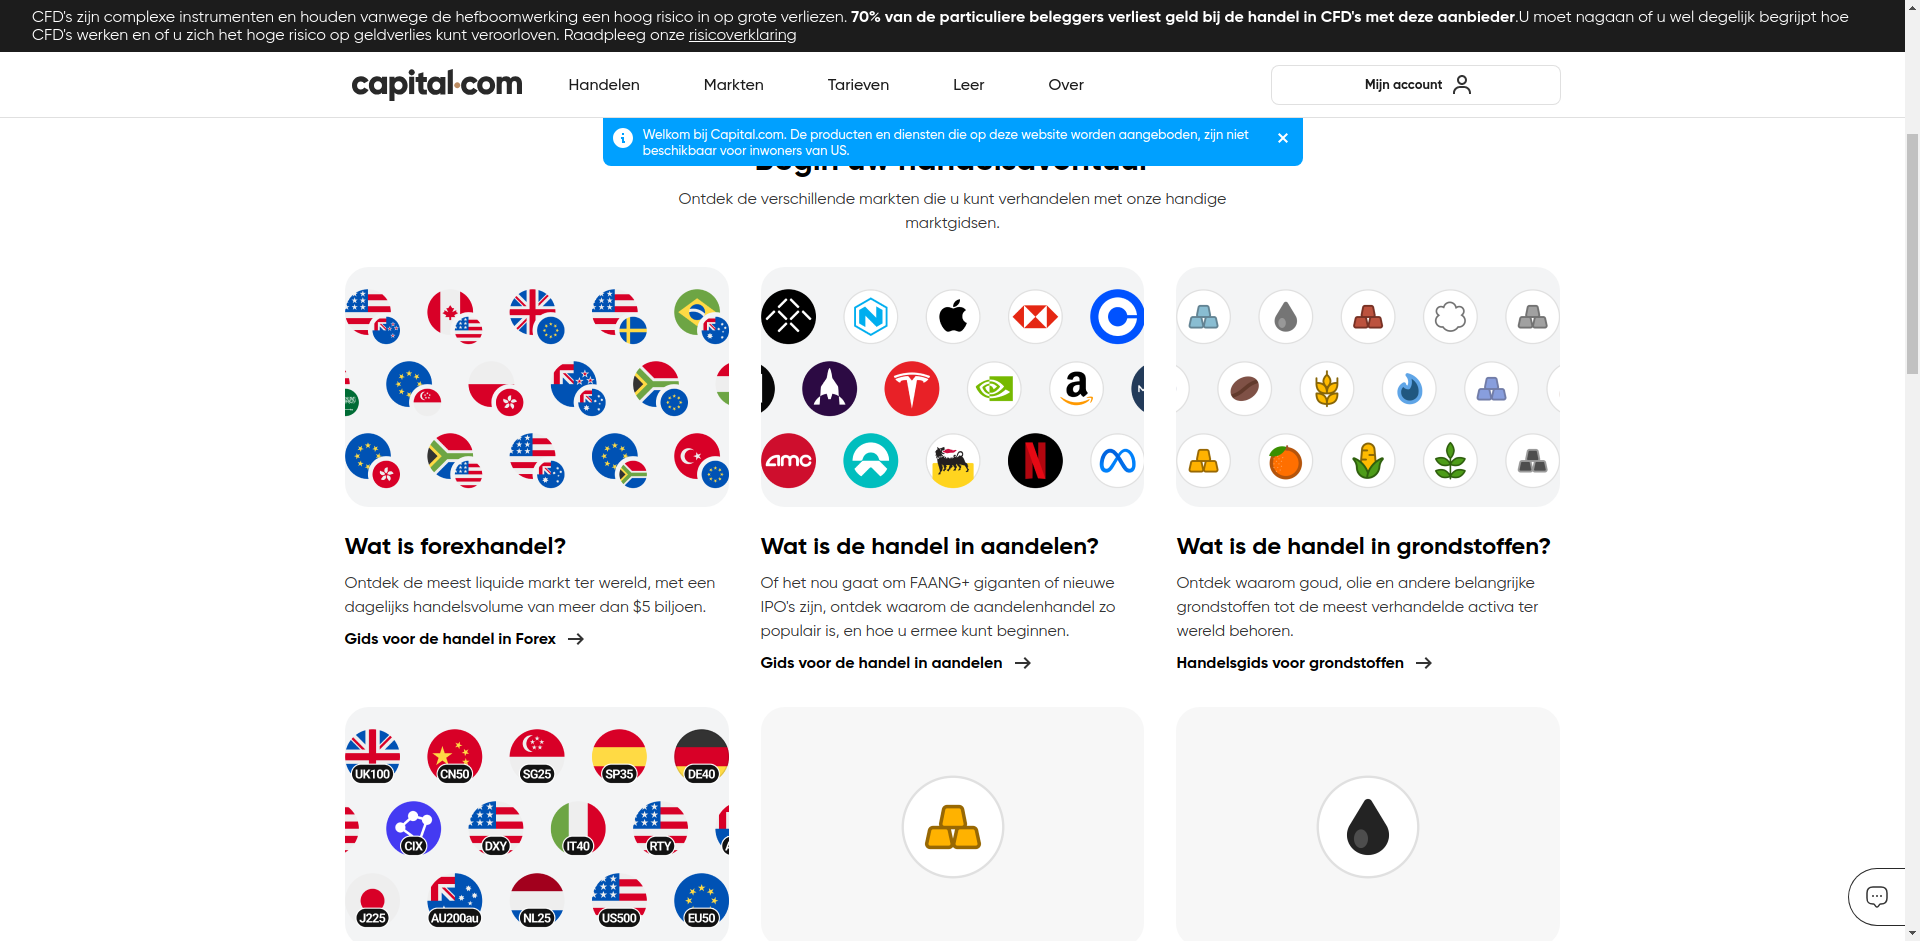 CFD's zijn complexe instrumenten en houden vanwege de hefboomwerking een hoog risico in op grote verliezen. 70% van de particuliere beleggers verliest geld bij de handel in CFD's met deze aanbieder.U moet nagaan of u wel degelijk begrijpt hoe
CFD's werken en of u zich het hoge risico op geldverlies kunt veroorloven. Raadpleeg onze risicoverklaring
capital.com
Handelen
Markten
Tarieven
Leer
Over
Mijn account
Welkom bij Capital.com. De producten en diensten die op deze website worden aangeboden, zijn niet
beschikbaar voor inwoners van US.
Begin uw handelsavontuur
Ontdek de verschillende markten die u kunt verhandelen met onze handige
marktgidsen.
amc
Wat is forexhandel?
Ontdek de meest liquide markt ter wereld, met een
dagelijks handelsvolume van meer dan $5 biljoen.
Gids voor de handel in Forex
Wat is de handel in aandelen?
Of het nou gaat om FAANG+ giganten of nieuwe
IPO's zijn, ontdek waarom de aandelenhandel zo
populair is, en hoe u ermee kunt beginnen.
Gids voor de handel in aandelen
Wat is de handel in grondstoffen?
Ontdek waarom goud, olie en andere belangrijke
grondstoffen tot de meest verhandelde activa ter
wereld behoren.
Handelsgids voor grondstoffen
UK100 CN50 SG25 SP35 DE40
CIX DXY IT40 RTY
J225 AU200au NL25 US500 EU50